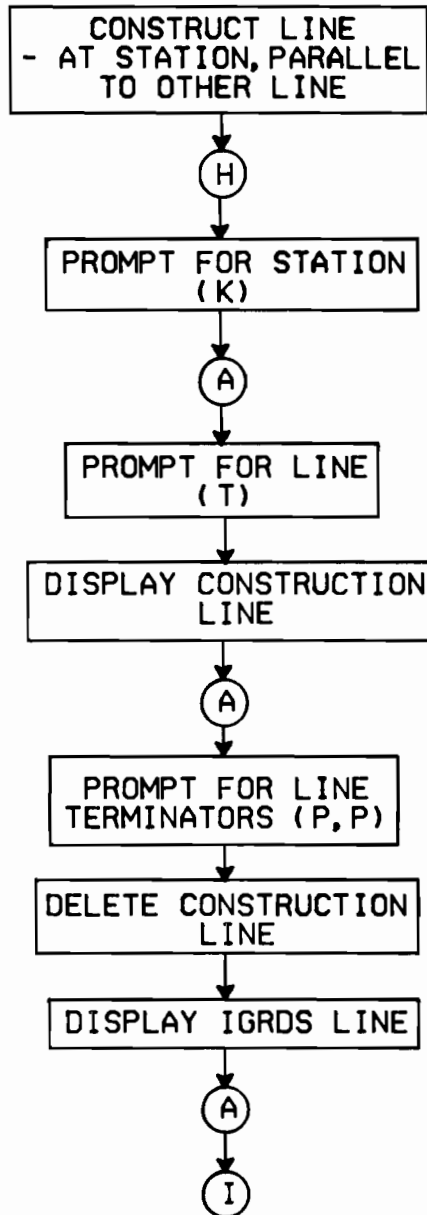 CONSTRUCT LINE
- AT STATION, PARALLEL
TO OTHER LINE
H
PROMPT FOR STATION
(K)
A
PROMPT FOR LINE
(T)
DISPLAY CONSTRUCTION
LINE
A
PROMPT FOR LINE
TERMINATORS (P,P)
DELETE CONSTRUCTION
LINE
DISPLAY IGRDS LINE
A
I